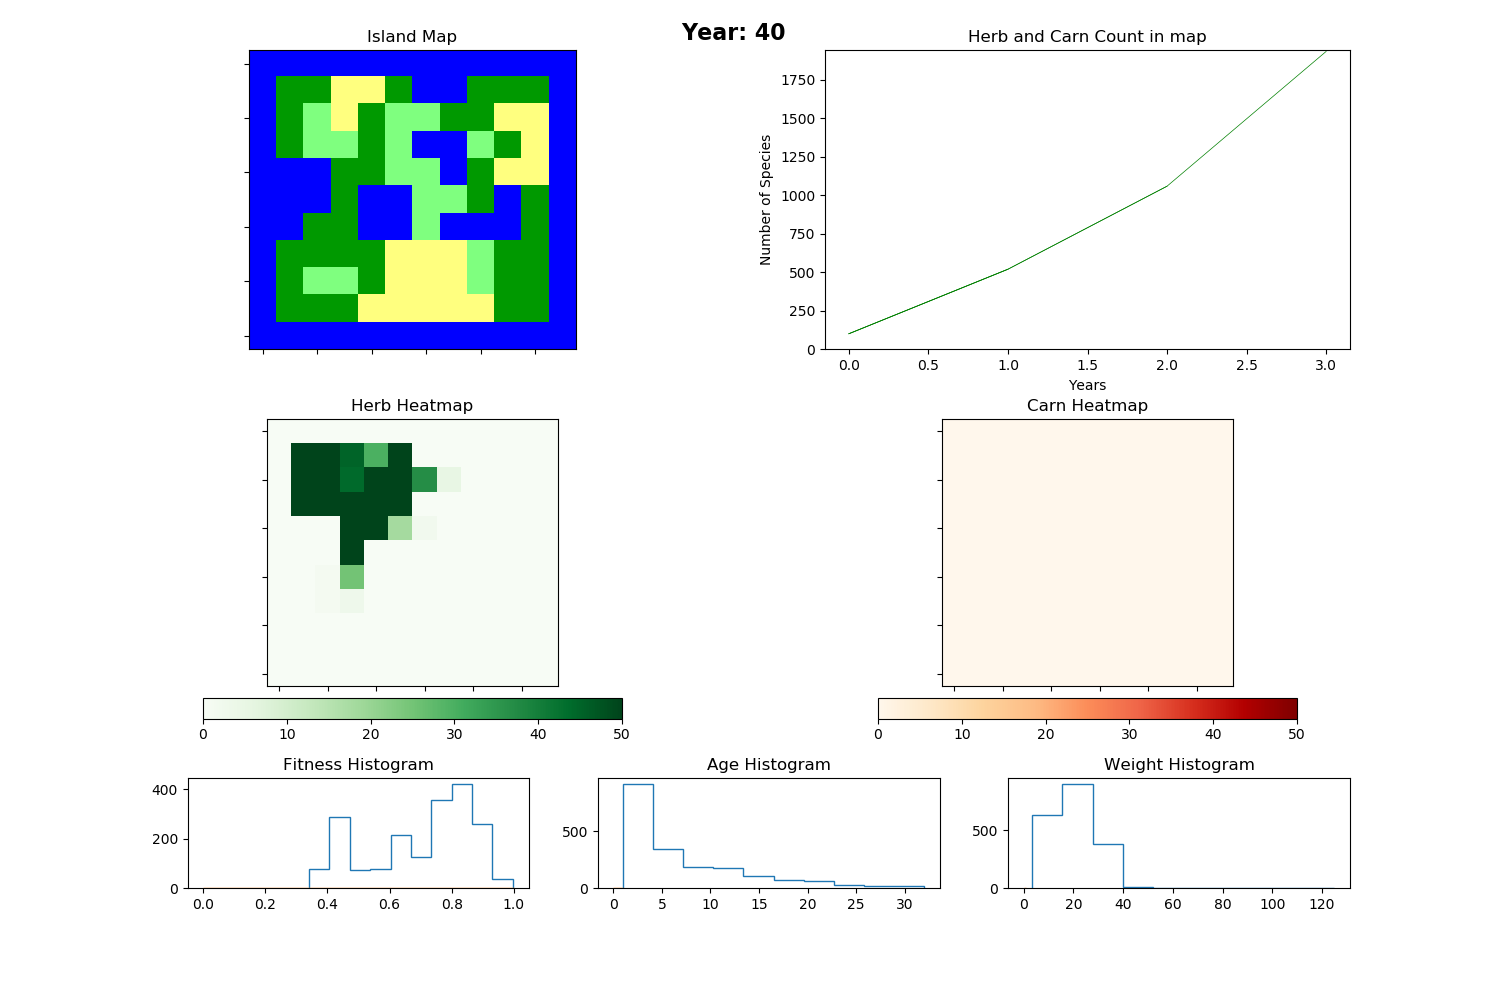 Year: 40
Island Map
Herb and Carn Count in map
1750
1500
1250
1000
750
500
250
0
Number of Species
0.0 0.5 1.0 1.5 2.0 2.5 3.0
Years
Herb Heatmap
Carn Heatmap
0 10 20 30 40 50
0 10 20 30 40 50
Fitness Histogram
400
200
0
0.0 0.2 0.4 0.6 0.8 1.0
Age Histogram
500
0
0 5 10 15 20 25 30
Weight Histogram
500
0
0 20 40 60 80 100 120